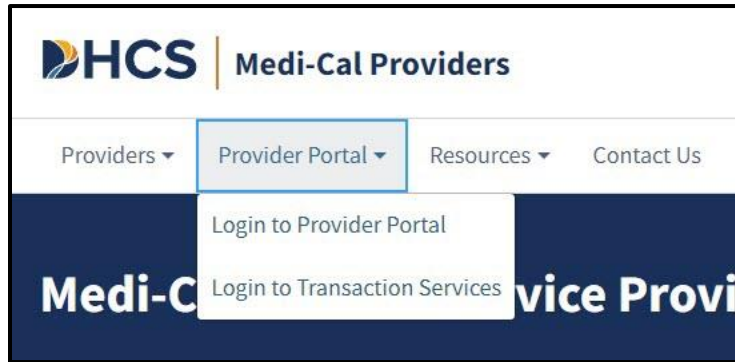 DHCS Medi-Cal Providers
Providers Provider Portal Resources Contact Us
Login to Provider Portal
Login to Transaction Services
Medi-C vice Provi